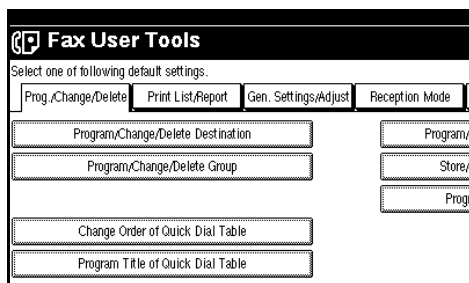 Fax User Tools
Select one of following default settings.
Prog./Change/Delete Print List/Report Gen. Settings/Adjust Reception Mode
Program/Change/Delete Destination Program/
Program/Change/Delete Group Store/
Progr
Change Order of Quick Dial Table
Program Title of Quick Dial Table